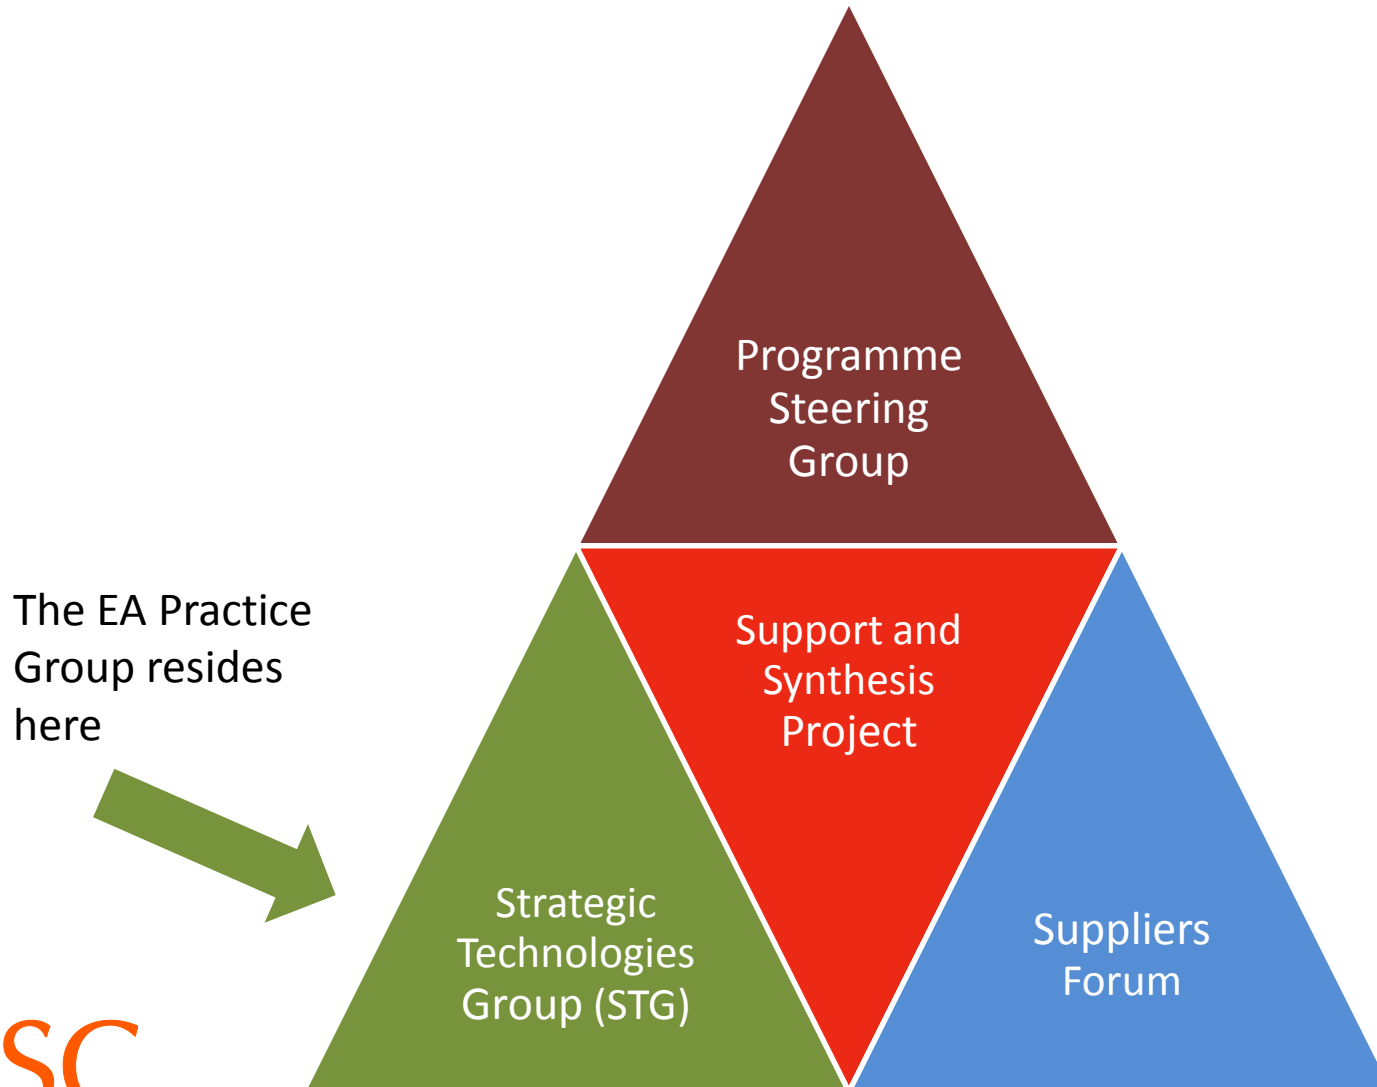 Programme
Steering
Group
The EA Practice
Group resides
here
Support and
Synthesis
Project
Strategic
Technologies
Group (STG)
Suppliers
Forum
SC